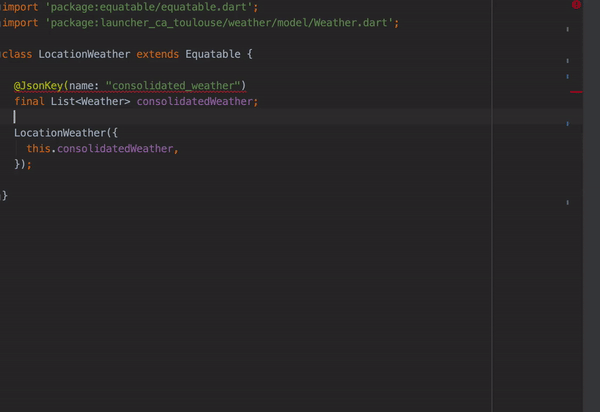 import 'package:equatable/equatable.dart';
import 'package:launcher_ca_toulouse/weather/model/Weather.dart';
class LocationWeather extends Equatable {
@JsonKey(name: "consolidated_weather")
final List<Weather> consolidatedWeather;
LocationWeather({
this.consolidatedWeather,
});
}